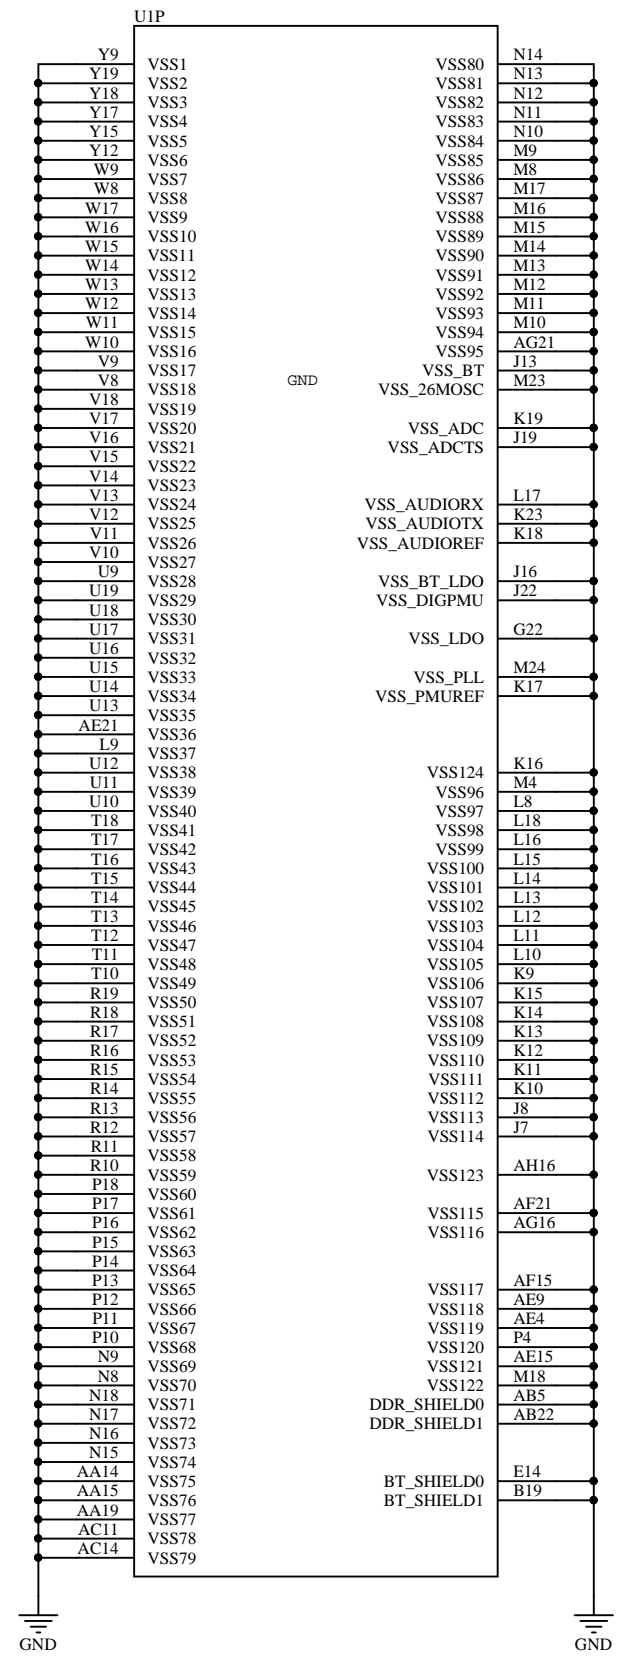 U1P
Y9 VSS1 VSS80 N14
Y19 VSS2 VSS81 N13
Y18 VSS3 VSS82 N12
Y17 VSS4 VSS83 N11
Y15 VSS5 VSS84 N10
Y12 VSS6 VSS85 M9
W9 VSS7 VSS86 M8
W8 VSS8 VSS87 M17
W17 VSS9 VSS88 M16
W16 VSS10 VSS89 M15
W15 VSS11 VSS90 M14
W14 VSS12 VSS91 M13
W13 VSS13 VSS92 M12
W12 VSS14 VSS93 M11
W11 VSS15 VSS94 M10
W10 VSS16 VSS95 AG21
V9 VSS17 VSS_BT J13
V8 VSS18 GND VSS_26MOSC M23
V18 VSS19
V17 VSS20 VSS_ADC K19
V16 VSS21 VSS_ADCTS J19
V15 VSS22
V14 VSS23
V13 VSS24 VSS_AUDIORX L17
V12 VSS25 VSS_AUDIOTX K23
V11 VSS26 VSS_AUDIOREF K18
V10 VSS27
U9 VSS28 VSS_BT_LDO J16
U19 VSS29 VSS_DIGPMU J22
U18 VSS30
U17 VSS31 VSS_LDO G22
U16 VSS32
U15 VSS33 VSS_PLL M24
U14 VSS34 VSS_PMUREF K17
U13 VSS35
AE21 VSS36
L9 VSS37
U12 VSS38 VSS124 K16
U11 VSS39 VSS96 M4
U10 VSS40 VSS97 L8
T18 VSS41 VSS98 L18
T17 VSS42 VSS99 L16
T16 VSS43 VSS100 L15
T15 VSS44 VSS101 L14
T14 VSS45 VSS102 L13
T13 VSS46 VSS103 L12
T12 VSS47 VSS104 L11
T11 VSS48 VSS105 L10
T10 VSS49 VSS106 K9
R19 VSS50 VSS107 K15
R18 VSS51 VSS108 K14
R17 VSS52 VSS109 K13
R16 VSS53 VSS110 K12
R15 VSS54 VSS111 K11
R14 VSS55 VSS112 K10
R13 VSS56 VSS113 J8
R12 VSS57 VSS114 J7
R11 VSS58
R10 VSS59 VSS123 AH16
P18 VSS60
P17 VSS61 VSS115 AF21
P16 VSS62 VSS116 AG16
P15 VSS63
P14 VSS64
P13 VSS65 VSS117 AF15
P12 VSS66 VSS118 AE9
P11 VSS67 VSS119 AE4
P10 VSS68 VSS120 P4
N9 VSS69 VSS121 AE15
N8 VSS70 VSS122 M18
N18 VSS71 DDR_SHIELD0 AB5
N17 VSS72 DDR_SHIELD1 AB22
N16 VSS73
N15 VSS74
AA14 VSS75 BT_SHIELD0 E14
AA15 VSS76 BT_SHIELD1 B19
AA19 VSS77
AC11 VSS78
AC14 VSS79
GND GND